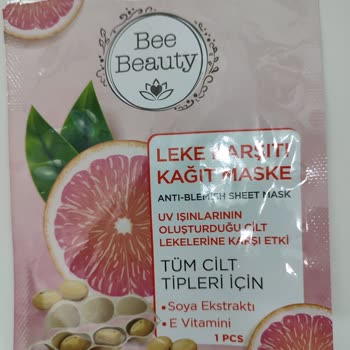 Bee
Beauty
LEKE KARŞITI
KAĞIT MASKE
ANTI-BLEMISH SHEET MASK
UV IŞINLARININ
OLUŞTURDUĞU CİLT
LEKELERİNE KARŞI ETKİ
TÜM CİLT
TİPLERİ İÇİN
•Soya Ekstraktı
•E Vitamini
1 PCS